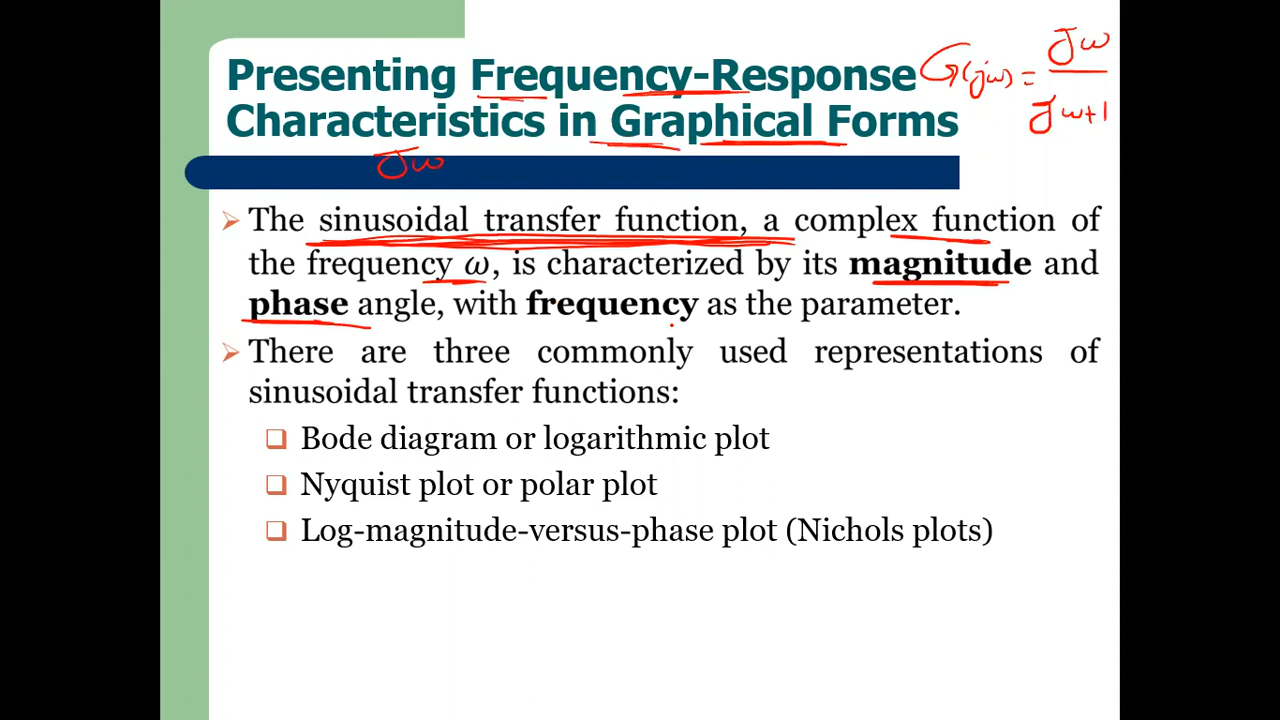 Presenting Frequency-Response G(jω) = jω / jω+1
Characteristics in Graphical Forms
jω
➢ The sinusoidal transfer function, a complex function of
the frequency ω, is characterized by its magnitude and
phase angle, with frequency as the parameter.
➢ There are three commonly used representations of
sinusoidal transfer functions:
❑ Bode diagram or logarithmic plot
❑ Nyquist plot or polar plot
❑ Log-magnitude-versus-phase plot (Nichols plots)